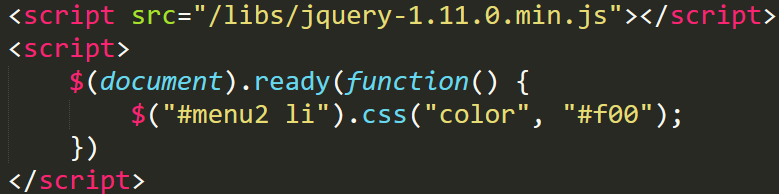 <script src="/libs/jquery-1.11.0.min.js"></script>
<script>
$(document).ready(function() {
$("#menu2 li").css("color", "#f00");
})
</script>